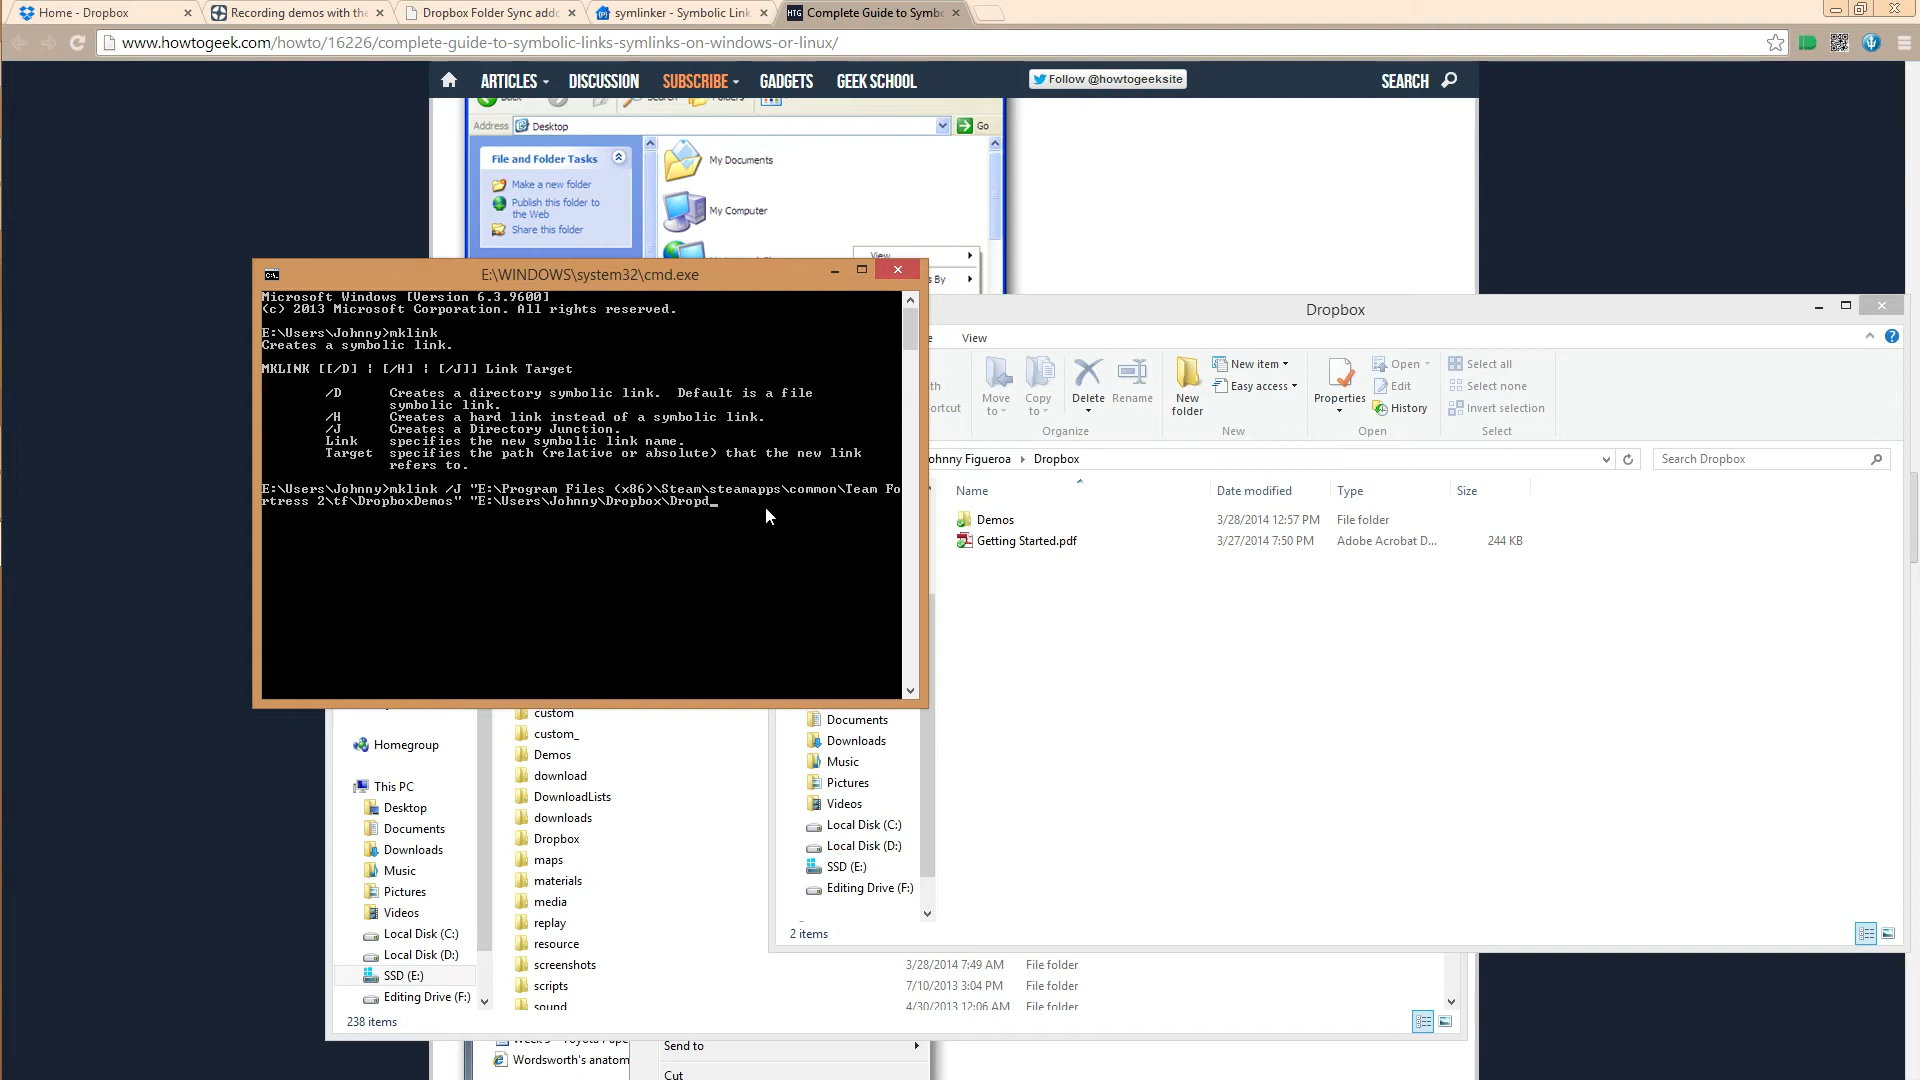 Home - Dropbox
Recording demos with the
Dropbox Folder Sync addo
symlinker - Symbolic Link
HTG Complete Guide to Symbo
www.howtogeek.com/howto/16226/complete-guide-to-symbolic-links-symlinks-on-windows-or-linux/
ARTICLES DISCUSSION SUBSCRIBE GADGETS GEEK SCHOOL
Follow @howtogeeksite
SEARCH
Address Desktop Go
File and Folder Tasks
Make a new folder
Publish this folder to
the Web
Share this folder
My Documents
My Computer
View
s By
E:\WINDOWS\system32\cmd.exe
Microsoft Windows [Version 6.3.9600]
(c) 2013 Microsoft Corporation. All rights reserved.
E:\Users\Johnny>mklink
Creates a symbolic link.
MKLINK [[/D] | [/H] | [/J]] Link Target
/D Creates a directory symbolic link. Default is a file
symbolic link.
/H Creates a hard link instead of a symbolic link.
/J Creates a Directory Junction.
Link specifies the new symbolic link name.
Target specifies the path (relative or absolute) that the new link
refers to.
E:\Users\Johnny>mklink /J "E:\Program Files (x86)\Steam\steamapps\common\Team Fo
rtress 2\tf\DropboxDemos" "E:\Users\Johnny\Dropbox\Dropd_
Dropbox
View
Move
to
Copy
to
Delete
Rename
New
folder
New item
Easy access
Properties
Open
Edit
History
Select all
Select none
Invert selection
Organize
New
Open
Select
ohnny Figueroa Dropbox
Search Dropbox
Name Date modified Type Size
Demos 3/28/2014 12:57 PM File folder
Getting Started.pdf 3/27/2014 7:50 PM Adobe Acrobat D... 244 KB
Documents
Downloads
Music
Pictures
Videos
Local Disk (C:)
Local Disk (D:)
SSD (E:)
Editing Drive (F:)
2 items
Homegroup
This PC
Desktop
Documents
Downloads
Music
Pictures
Videos
Local Disk (C:)
Local Disk (D:)
SSD (E:)
Editing Drive (F:)
custom
custom_
Demos
download
DownloadLists
downloads
Dropbox
maps
materials
media
replay
resource
screenshots 3/28/2014 7:49 AM File folder
scripts 7/10/2013 3:04 PM File folder
sound 4/30/2013 12:06 AM File folder
238 items
Wordsworth's anatom
Send to
Cut